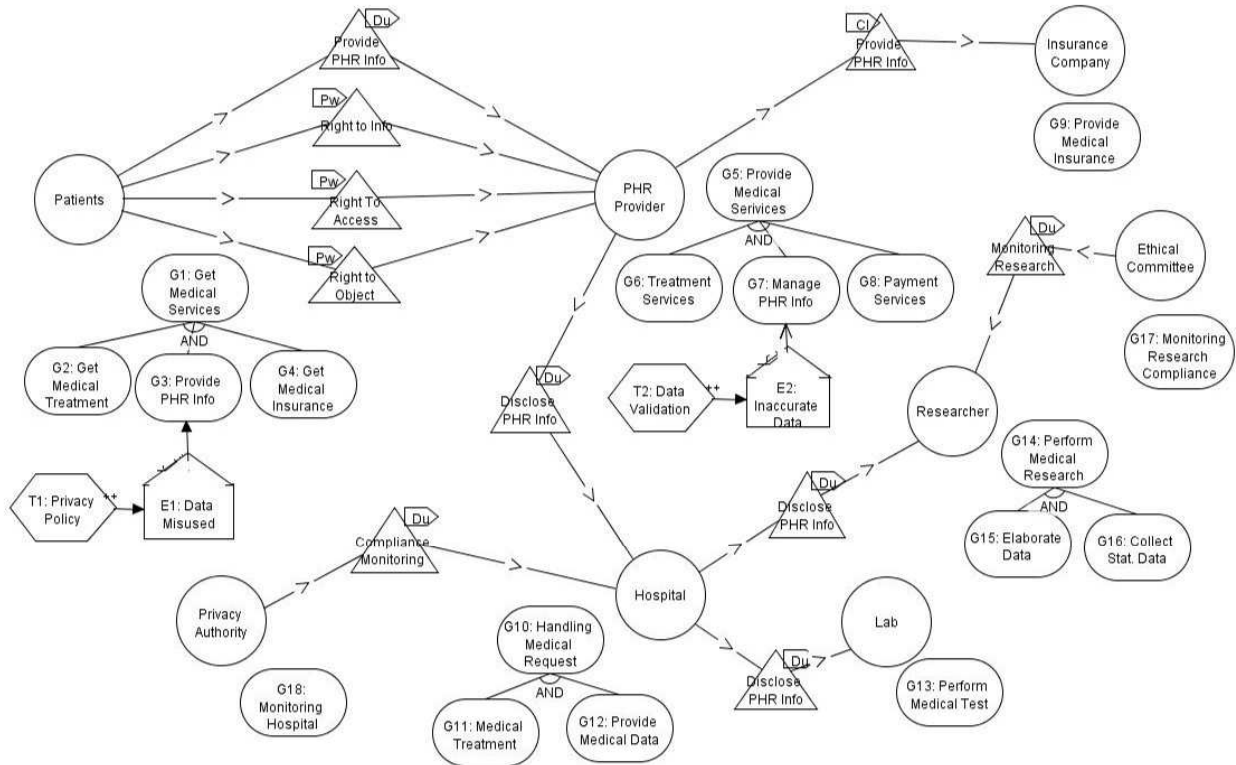 Du
Provide
PHR Info
Pw
Right to Info
Pw
Right To
Access
Pw
Right to
Object
Patients
PHR
Provider
Cl
Provide
PHR Info
Insurance
Company
G9: Provide
Medical
Insurance
G5: Provide
Medical
Serivices
AND
G6: Treatment
Services
G7: Manage
PHR Info
G8: Payment
Services
T2: Data
Validation
++
E2:
Inaccurate
Data
Du
Monitoring
Research
Ethical
Committee
G17: Monitoring
Research
Compliance
G1: Get
Medical
Services
AND
G2: Get
Medical
Treatment
G3: Provide
PHR Info
G4: Get
Medical
Insurance
T1: Privacy
Policy
++
E1: Data
Misused
Du
Disclose
PHR Info
Researcher
G14: Perform
Medical
Research
AND
G15: Elaborate
Data
G16: Collect
Stat. Data
Du
Disclose
PHR Info
Du
Compliance
Monitoring
Privacy
Authority
G18:
Monitoring
Hospital
Hospital
G10: Handling
Medical
Request
AND
G11: Medical
Treatment
G12: Provide
Medical Data
Du
Disclose
PHR Info
Lab
G13: Perform
Medical Test